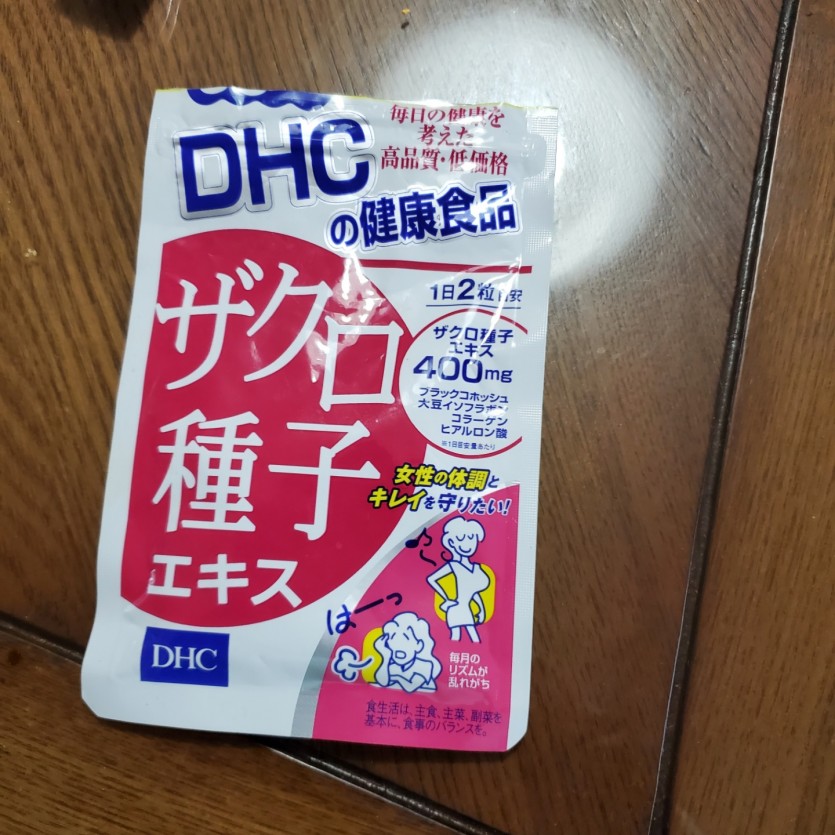 毎日の健康を
考えた
高品質・低価格
DHC
の健康食品
1日2粒目安
ザクロ
種子
エキス
ザクロ種子
エキス
400mg
ブラックコホッシュ
大豆イソフラボン
コラーゲン
ヒアルロン酸
※1日目安量あたり
女性の体調と
キレイを守りたい!
はーっ
毎月の
リズムが
乱れがち
DHC
食生活は、主食、主菜、副菜を
基本に、食事のバランスを。